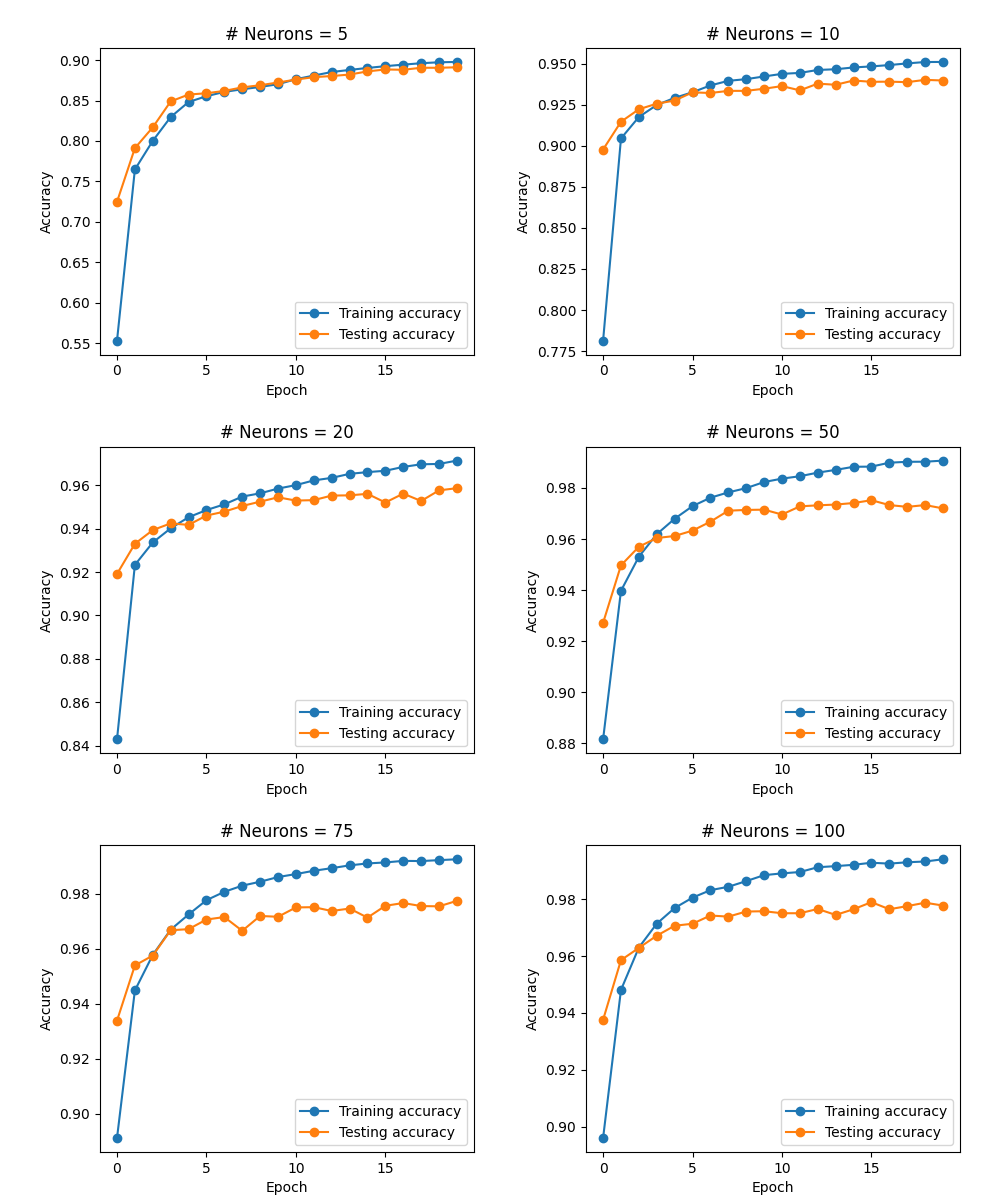 # Neurons = 5
Accuracy
0.90
0.85
0.80
0.75
0.70
0.65
0.60
0.55
Training accuracy
Testing accuracy
0 5 10 15
Epoch
# Neurons = 10
Accuracy
0.950
0.925
0.900
0.875
0.850
0.825
0.800
0.775
Training accuracy
Testing accuracy
0 5 10 15
Epoch
# Neurons = 20
Accuracy
0.96
0.94
0.92
0.90
0.88
0.86
0.84
Training accuracy
Testing accuracy
0 5 10 15
Epoch
# Neurons = 50
Accuracy
0.98
0.96
0.94
0.92
0.90
0.88
Training accuracy
Testing accuracy
0 5 10 15
Epoch
# Neurons = 75
Accuracy
0.98
0.96
0.94
0.92
0.90
Training accuracy
Testing accuracy
0 5 10 15
Epoch
# Neurons = 100
Accuracy
0.98
0.96
0.94
0.92
0.90
Training accuracy
Testing accuracy
0 5 10 15
Epoch